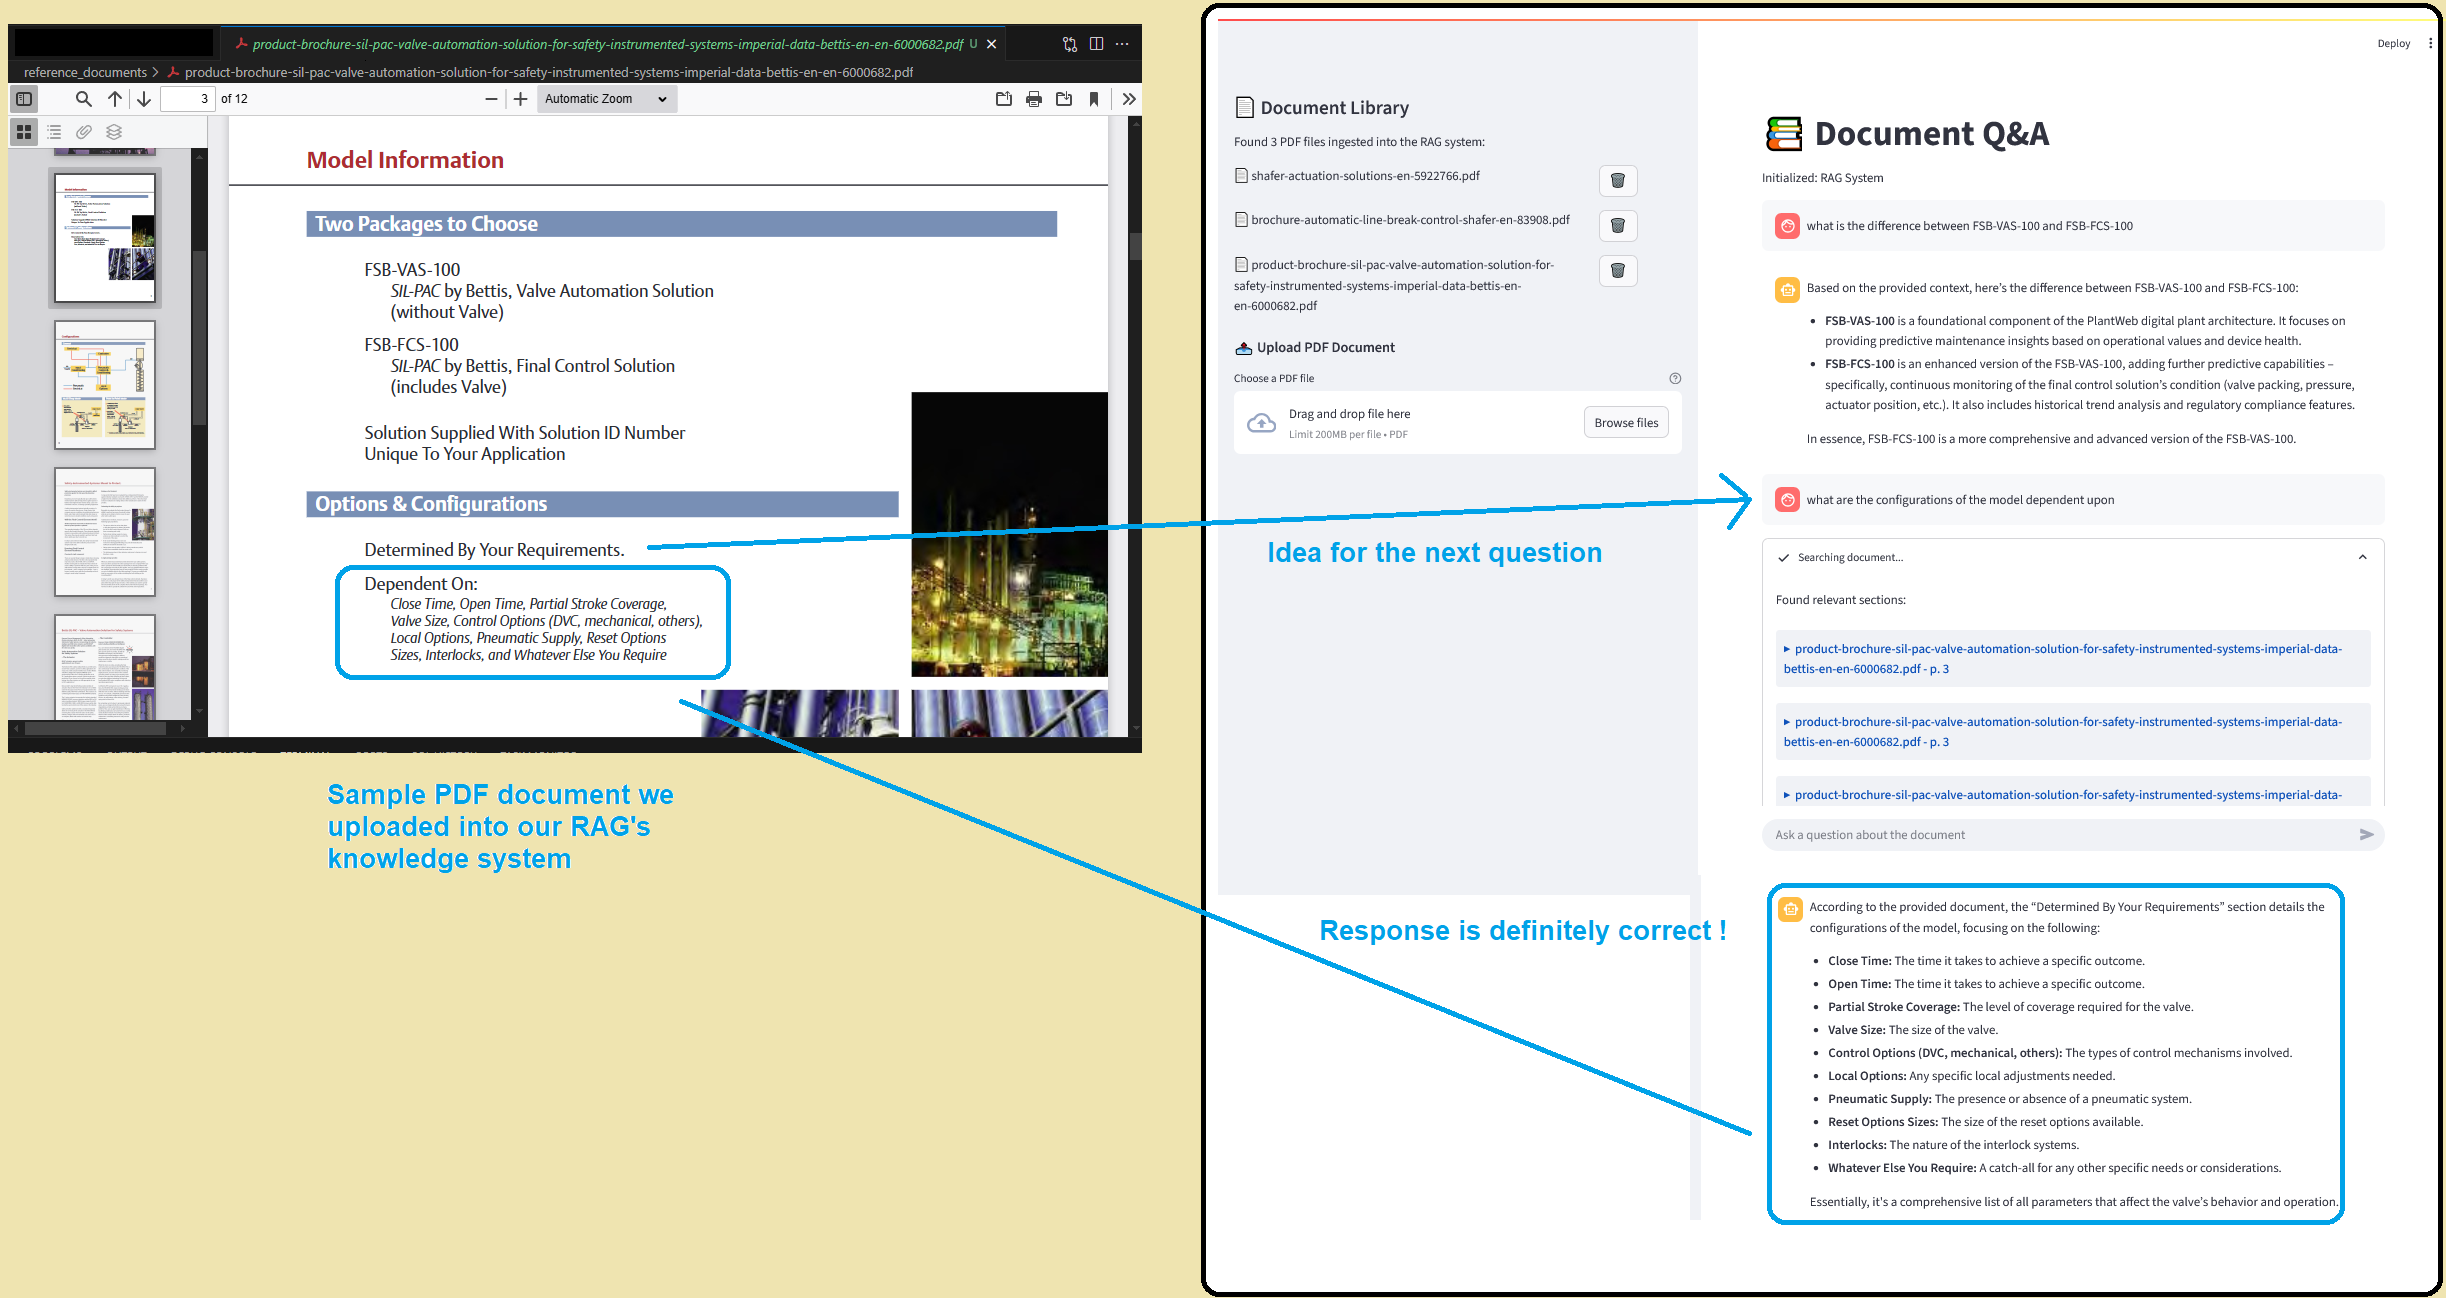 product-brochure-sil-pac-valve-automation-solution-for-safety-instrumented-systems-imperial-data-bettis-en-en-6000682.pdf U
reference_documents > product-brochure-sil-pac-valve-automation-solution-for-safety-instrumented-systems-imperial-data-bettis-en-en-6000682.pdf
3 of 12
Automatic Zoom
Model Information
Two Packages to Choose
FSB-VAS-100
SIL-PAC by Bettis, Valve Automation Solution
(without Valve)
FSB-FCS-100
SIL-PAC by Bettis, Final Control Solution
(includes Valve)
Solution Supplied With Solution ID Number
Unique To Your Application
Options & Configurations
Determined By Your Requirements.
Dependent On:
Close Time, Open Time, Partial Stroke Coverage,
Valve Size, Control Options (DVC, mechanical, others),
Local Options, Pneumatic Supply, Reset Options
Sizes, Interlocks, and Whatever Else You Require
Sample PDF document we
uploaded into our RAG's
knowledge system
Idea for the next question
Response is definitely correct !
Deploy
Document Library
Found 3 PDF files ingested into the RAG system:
shafer-actuation-solutions-en-5922766.pdf
brochure-automatic-line-break-control-shafer-en-83908.pdf
product-brochure-sil-pac-valve-automation-solution-for-
safety-instrumented-systems-imperial-data-bettis-en-
en-6000682.pdf
Upload PDF Document
Choose a PDF file
Drag and drop file here
Limit 200MB per file • PDF
Browse files
Document Q&A
Initialized: RAG System
what is the difference between FSB-VAS-100 and FSB-FCS-100
Based on the provided context, here's the difference between FSB-VAS-100 and FSB-FCS-100:
• FSB-VAS-100 is a foundational component of the PlantWeb digital plant architecture. It focuses on
providing predictive maintenance insights based on operational values and device health.
• FSB-FCS-100 is an enhanced version of the FSB-VAS-100, adding further predictive capabilities –
specifically, continuous monitoring of the final control solution's condition (valve packing, pressure,
actuator position, etc.). It also includes historical trend analysis and regulatory compliance features.
In essence, FSB-FCS-100 is a more comprehensive and advanced version of the FSB-VAS-100.
what are the configurations of the model dependent upon
Searching document...
Found relevant sections:
product-brochure-sil-pac-valve-automation-solution-for-safety-instrumented-systems-imperial-data-
bettis-en-en-6000682.pdf - p. 3
product-brochure-sil-pac-valve-automation-solution-for-safety-instrumented-systems-imperial-data-
bettis-en-en-6000682.pdf - p. 3
product-brochure-sil-pac-valve-automation-solution-for-safety-instrumented-systems-imperial-data-
Ask a question about the document
According to the provided document, the "Determined By Your Requirements" section details the
configurations of the model, focusing on the following:
• Close Time: The time it takes to achieve a specific outcome.
• Open Time: The time it takes to achieve a specific outcome.
• Partial Stroke Coverage: The level of coverage required for the valve.
• Valve Size: The size of the valve.
• Control Options (DVC, mechanical, others): The types of control mechanisms involved.
• Local Options: Any specific local adjustments needed.
• Pneumatic Supply: The presence or absence of a pneumatic system.
• Reset Options Sizes: The size of the reset options available.
• Interlocks: The nature of the interlock systems.
• Whatever Else You Require: A catch-all for any other specific needs or considerations.
Essentially, it's a comprehensive list of all parameters that affect the valve's behavior and operation.